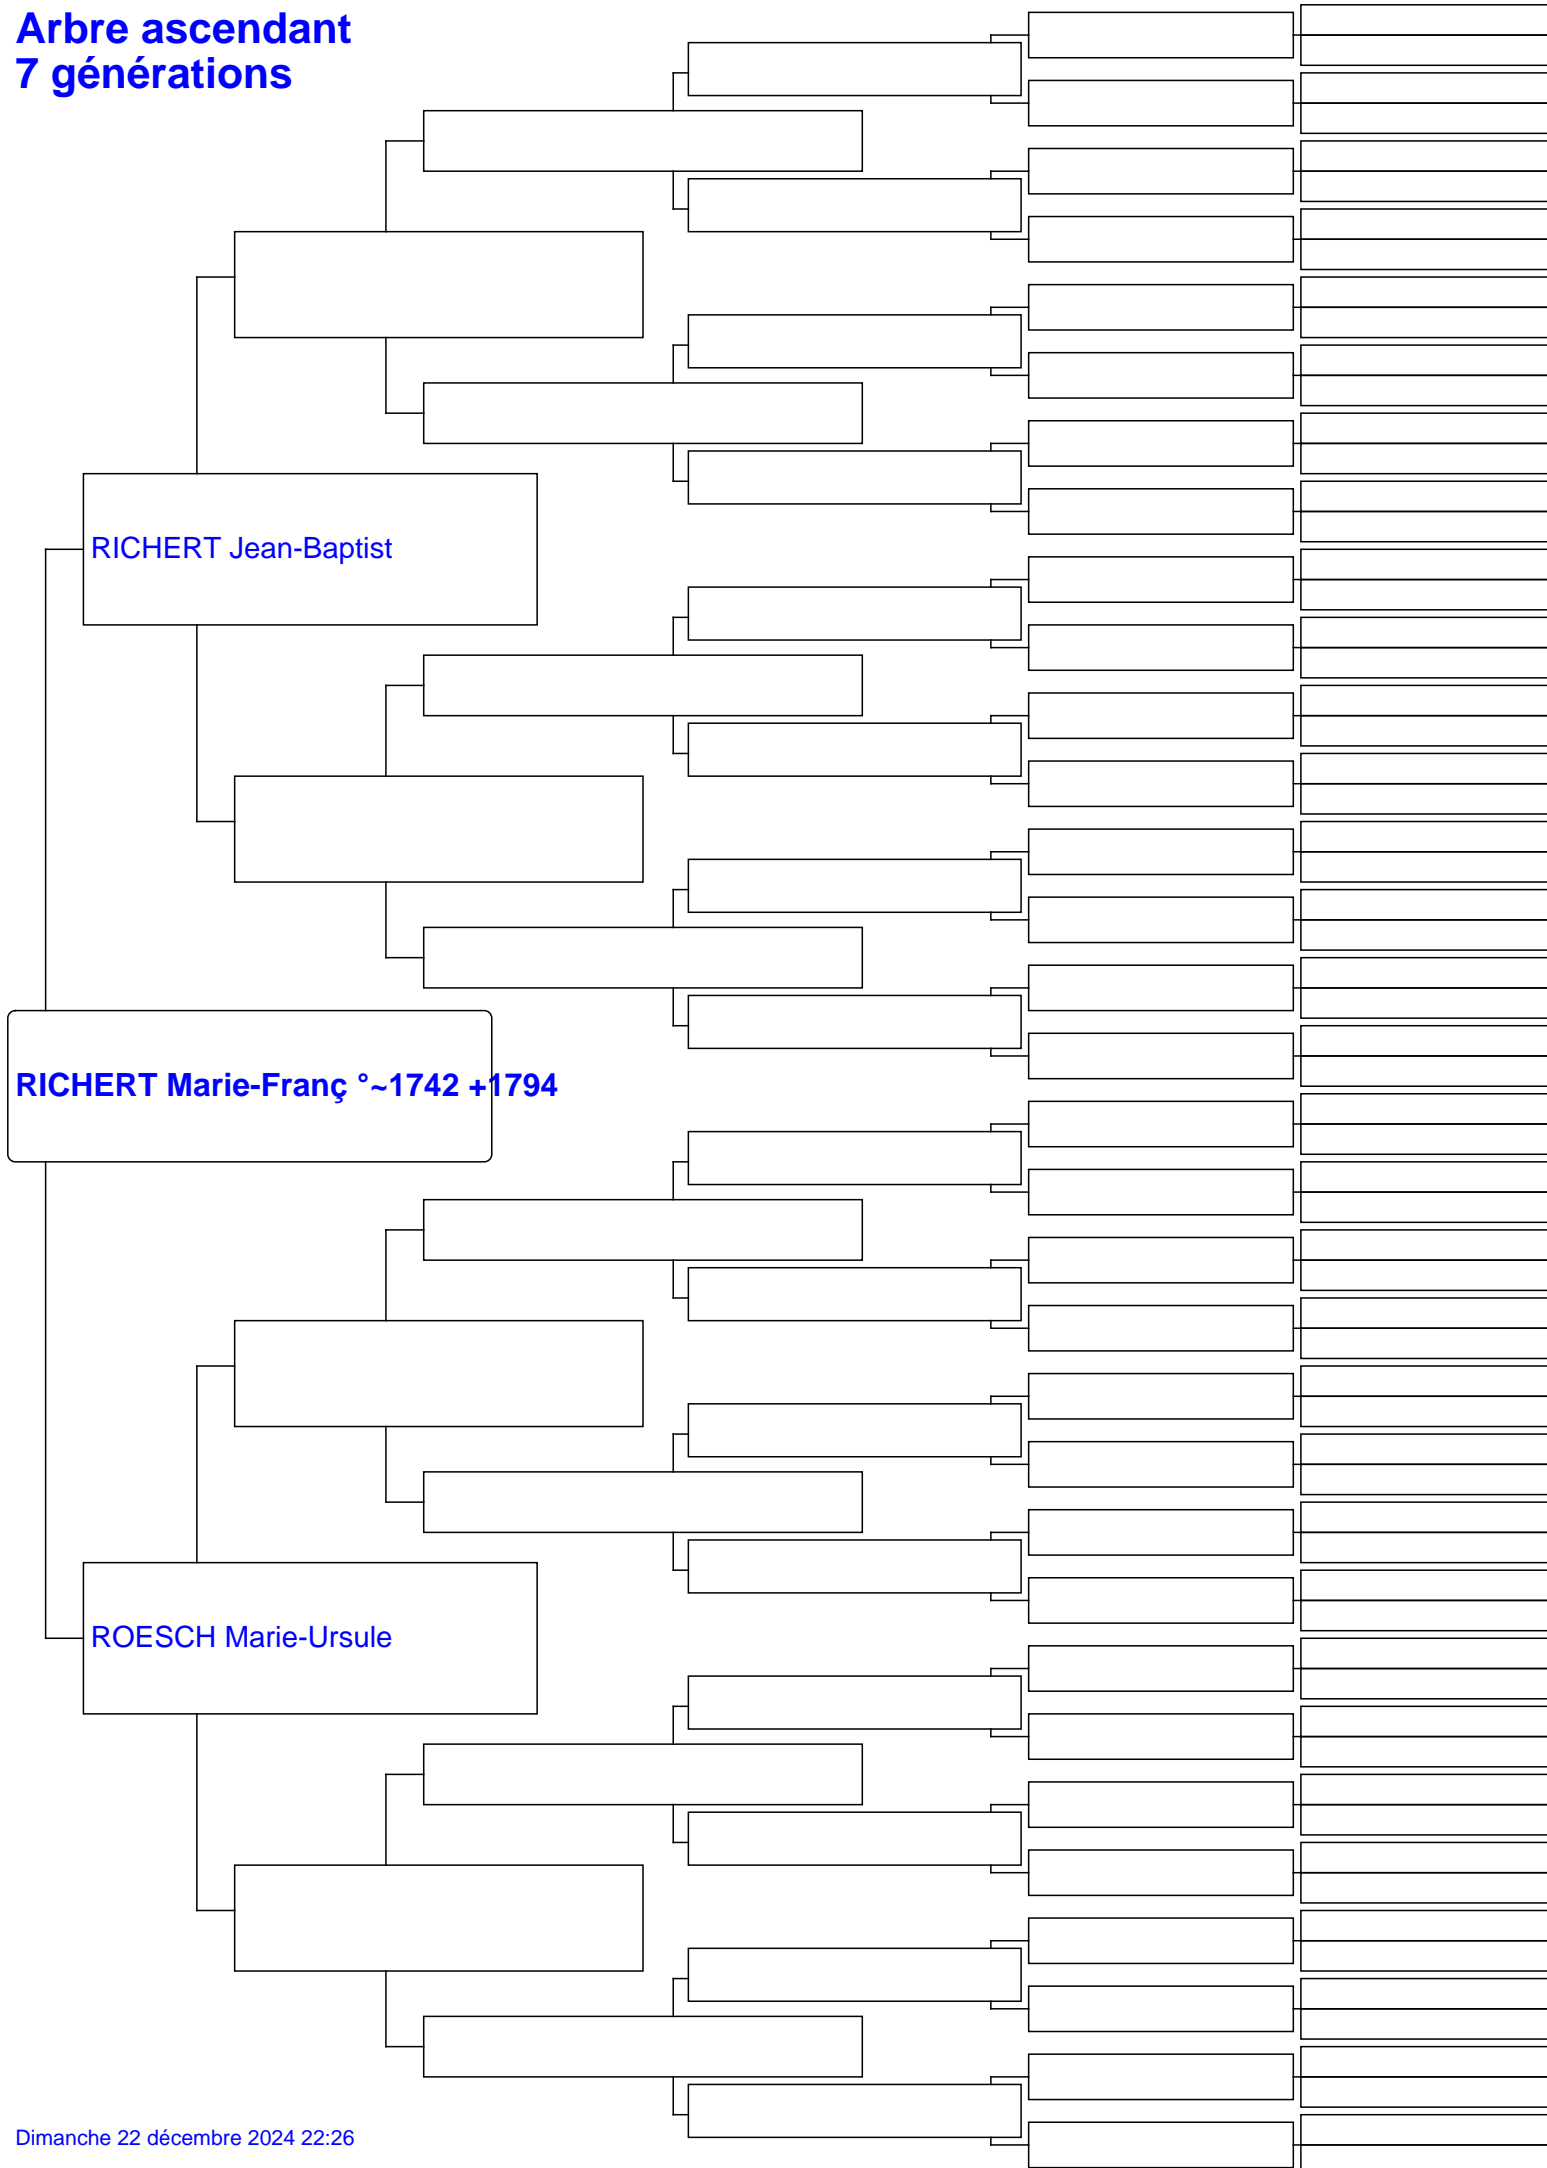 Arbre ascendant
7 générations
RICHERT Jean-Baptist
RICHERT Marie-Franç °~1742 +1794
ROESCH Marie-Ursule
Dimanche 22 décembre 2024 22:26